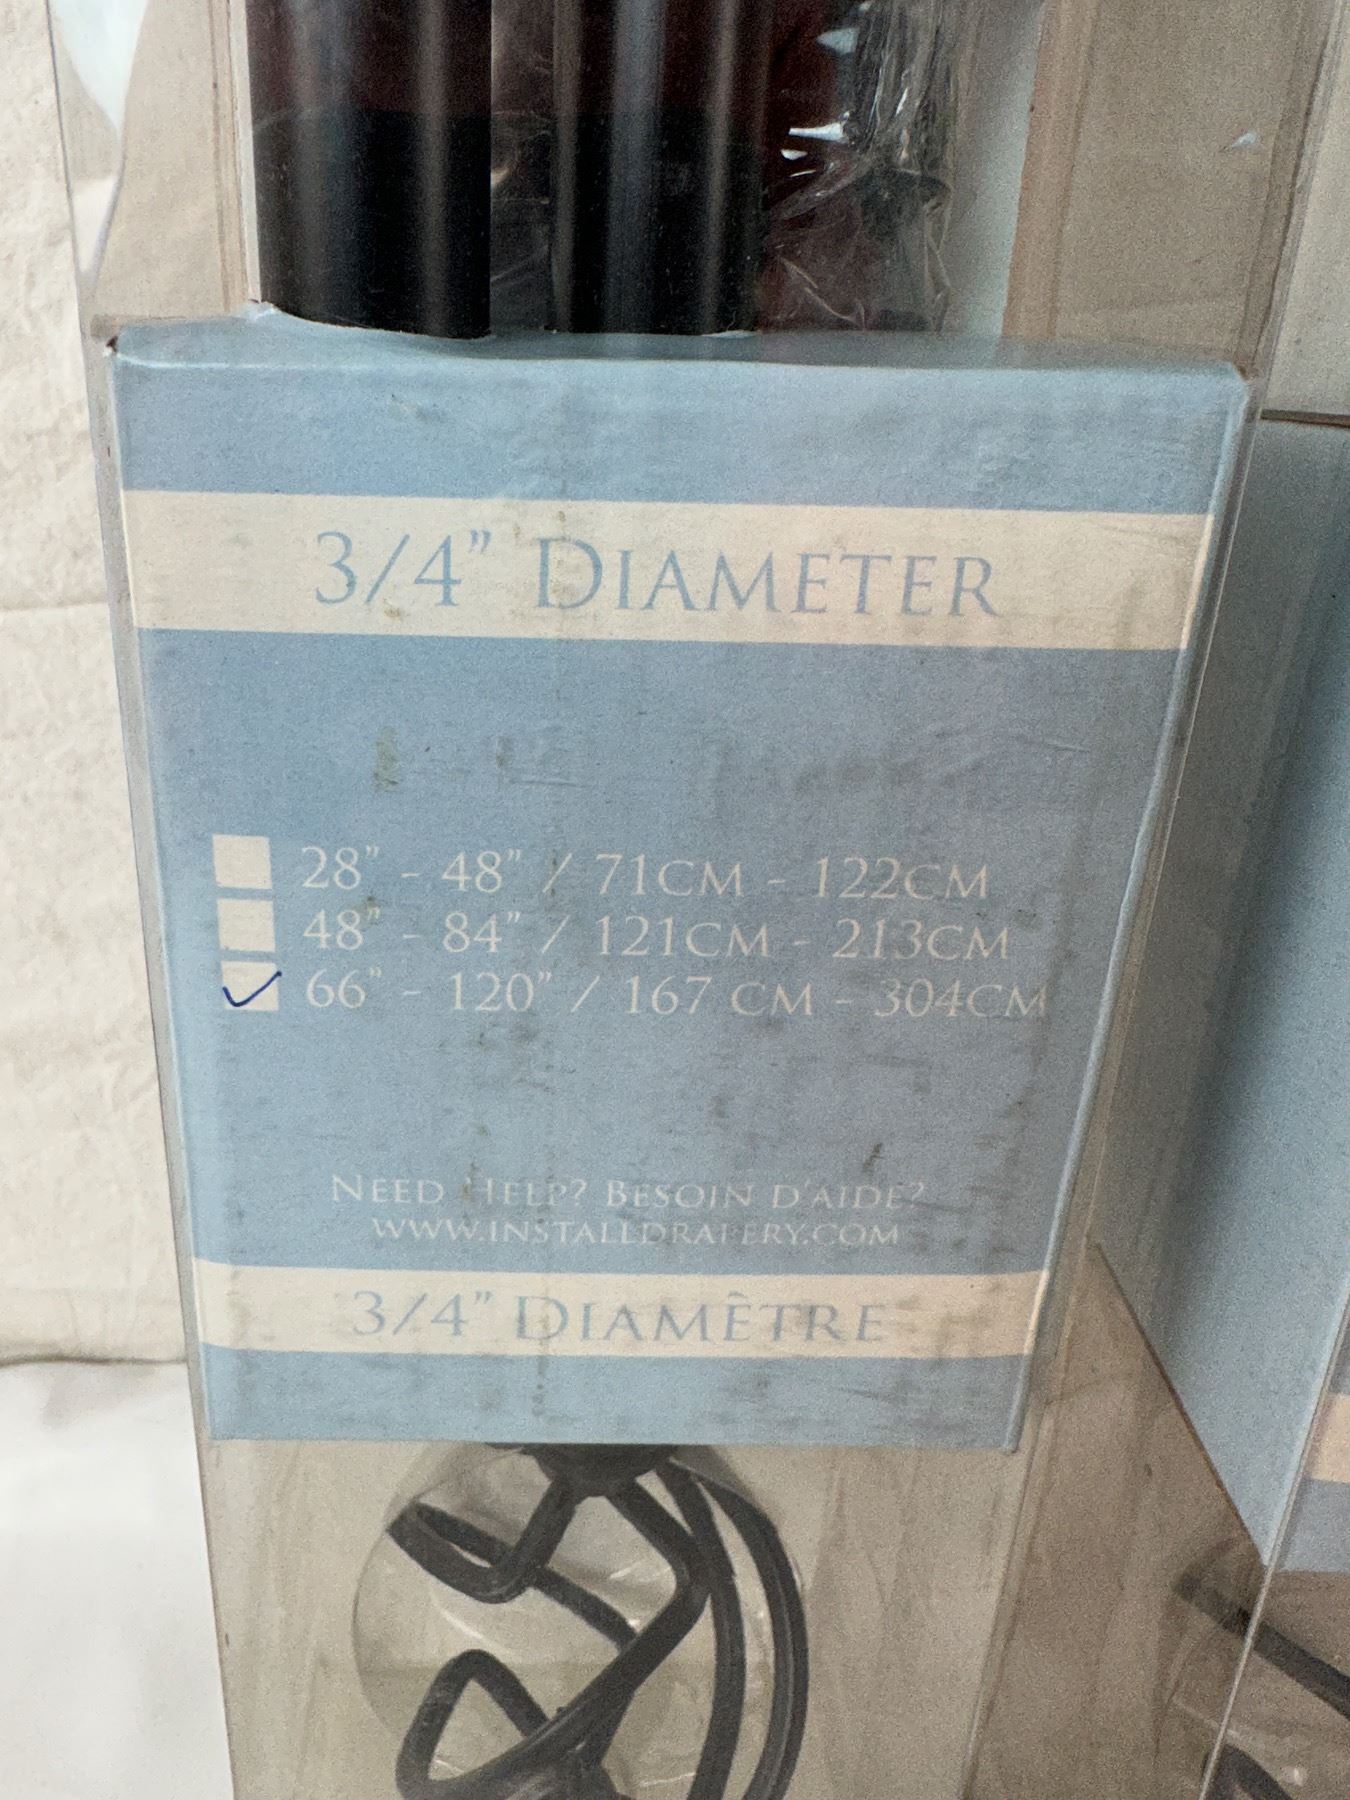 3/4" DIAMETER
28" - 48" / 71CM - 122CM
48" - 84" / 121CM - 213CM
66" - 120" / 167 CM - 304CM
NEED HELP? BESOIN D'AIDE?
WWW.INSTALLDRAPERY.COM
3/4" DIAMÈTRE